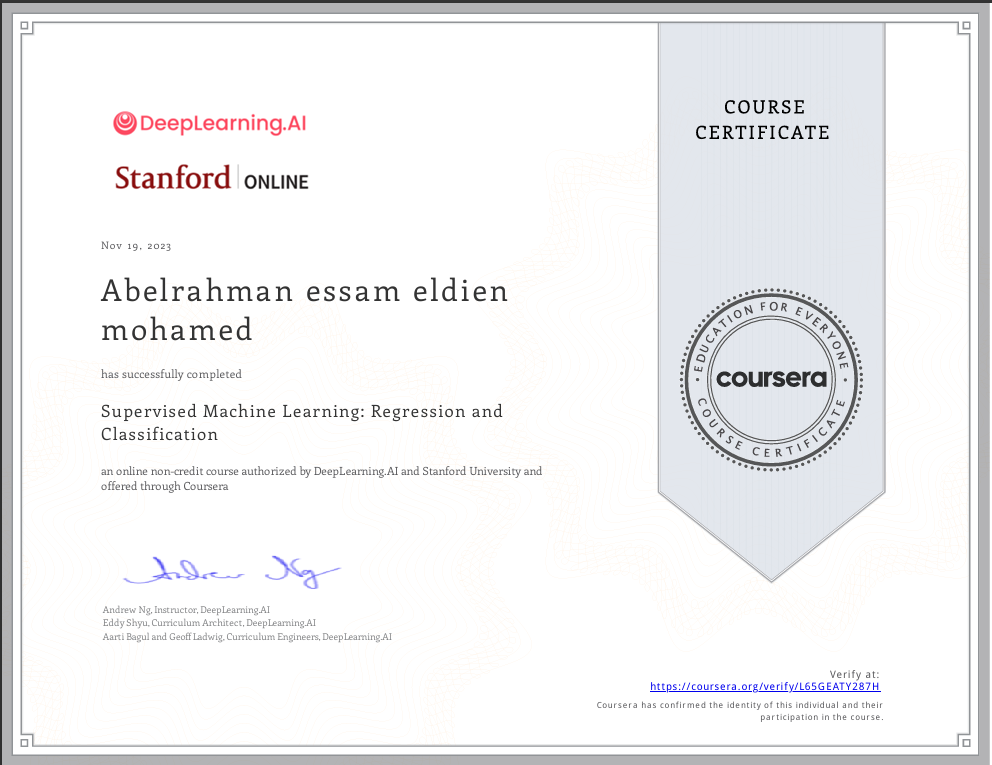 DeepLearning.AI
Stanford ONLINE
Nov 19, 2023
Abelrahman essam eldien
mohamed
has successfully completed
Supervised Machine Learning: Regression and
Classification
an online non-credit course authorized by DeepLearning.AI and Stanford University and
offered through Coursera
Andrew Ng
Andrew Ng, Instructor, DeepLearning.AI
Eddy Shyu, Curriculum Architect, DeepLearning.AI
Aarti Bagul and Geoff Ladwig, Curriculum Engineers, DeepLearning.AI
COURSE
CERTIFICATE
EDUCATION FOR EVERYONE
coursera
COURSE CERTIFICATE
Verify at:
https://coursera.org/verify/L65GEATY287H
Coursera has confirmed the identity of this individual and their
participation in the course.